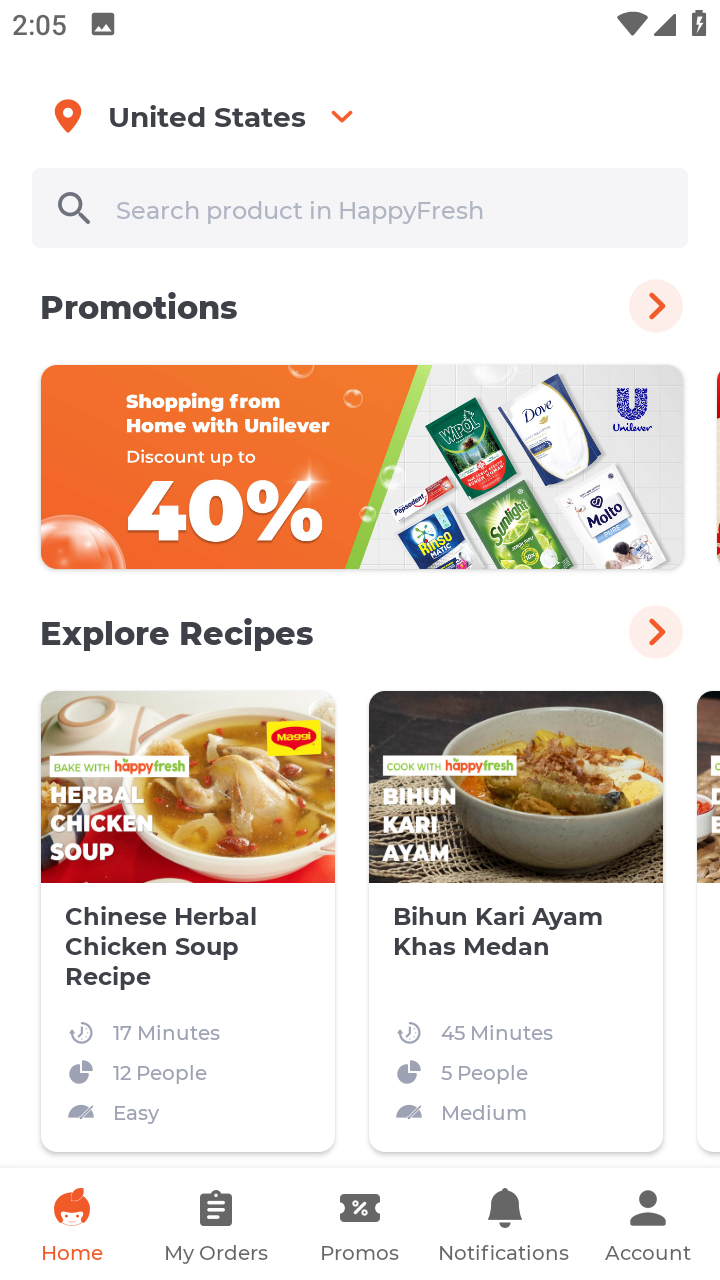 2:05
United States
Search product in HappyFresh
Promotions
Shopping from
Home with Unilever
Discount up to
40%
WIPOL
Dove
Unilever
Pepsodent
Sunlight
Molto
PURE
RINSO
MATIC
Explore Recipes
Maggi
BAKE WITH happyfresh
HERBAL
CHICKEN
SOUP
COOK WITH happyfresh
BIHUN
KARI
AYAM
Chinese Herbal
Chicken Soup
Recipe
17 Minutes
12 People
Easy
Bihun Kari Ayam
Khas Medan
45 Minutes
5 People
Medium
Home
My Orders
Promos
Notifications
Account